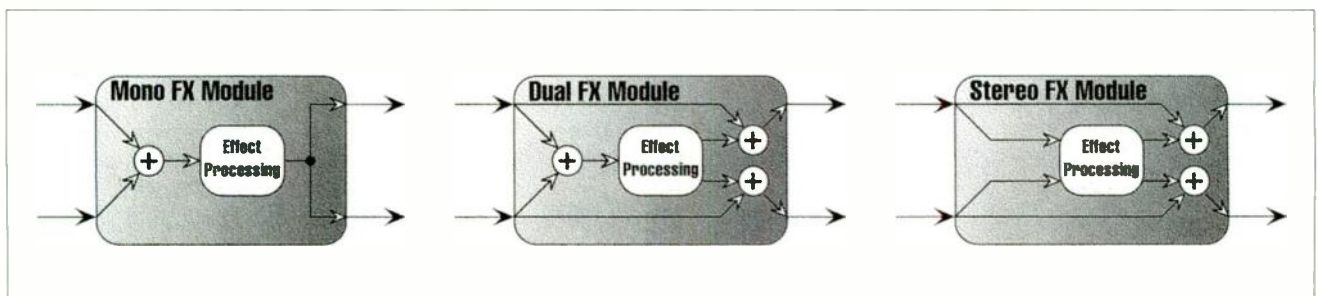 Mono FX Module
Effect
Processing
+
Dual FX Module
+
Effect
Processing
+
+
Stereo FX Module
Effect
Processing
+
+